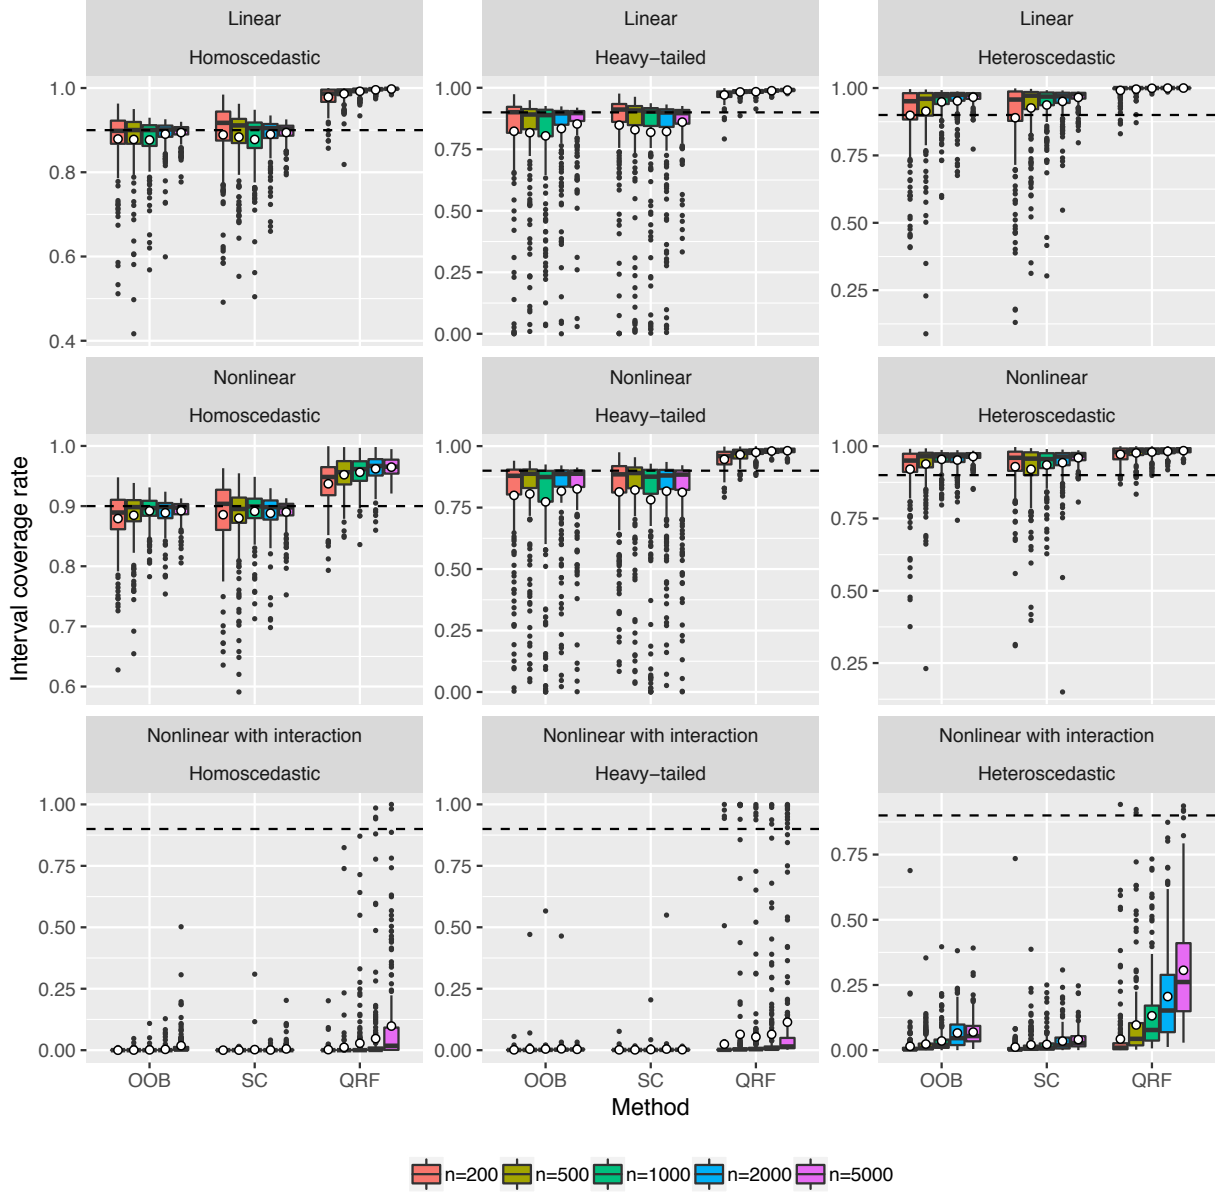 Linear
Homoscedastic
Linear
Heavy−tailed
Linear
Heteroscedastic
1.0
0.8
0.6
0.4
1.00
0.75
0.50
0.25
0.00
1.00
0.75
0.50
0.25
Nonlinear
Homoscedastic
Nonlinear
Heavy−tailed
Nonlinear
Heteroscedastic
1.0
0.9
0.8
0.7
0.6
1.00
0.75
0.50
0.25
0.00
1.00
0.75
0.50
0.25
Interval coverage rate
Nonlinear with interaction
Homoscedastic
Nonlinear with interaction
Heavy−tailed
Nonlinear with interaction
Heteroscedastic
1.00
0.75
0.50
0.25
0.00
1.00
0.75
0.50
0.25
0.00
0.75
0.50
0.25
0.00
OOB SC QRF
OOB SC QRF
OOB SC QRF
Method
n=200 n=500 n=1000 n=2000 n=5000